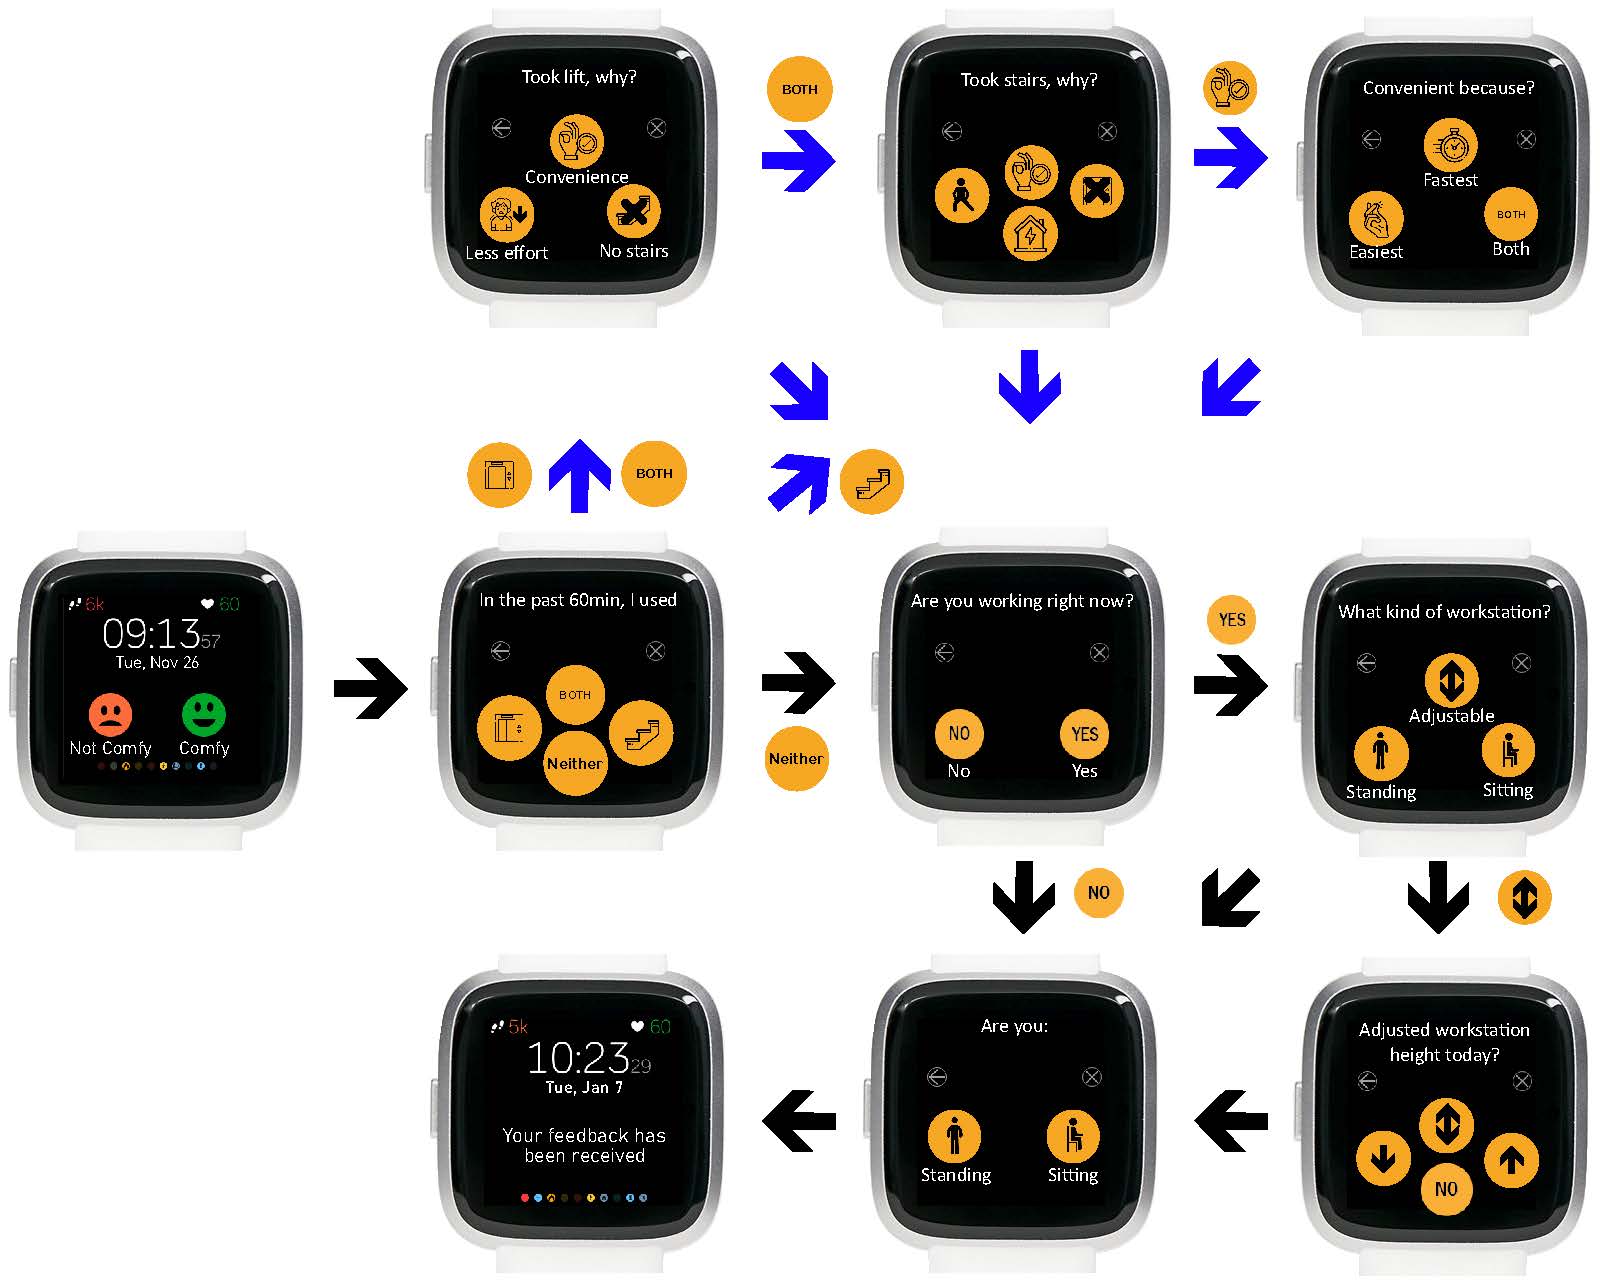 Took lift, why?
Convenience
Less effort
No stairs
BOTH
Took stairs, why?
Convenient because?
Fastest
Easiest
BOTH
Both
BOTH
6k
60
09:13 57
Tue, Nov 26
Not Comfy
Comfy
In the past 60min, I used
BOTH
Neither
Neither
Are you working right now?
NO
YES
No
Yes
YES
What kind of workstation?
Adjustable
Standing
Sitting
NO
5k
60
10:23 29
Tue, Jan 7
Your feedback has
been received
Are you:
Standing
Sitting
Adjusted workstation
height today?
NO